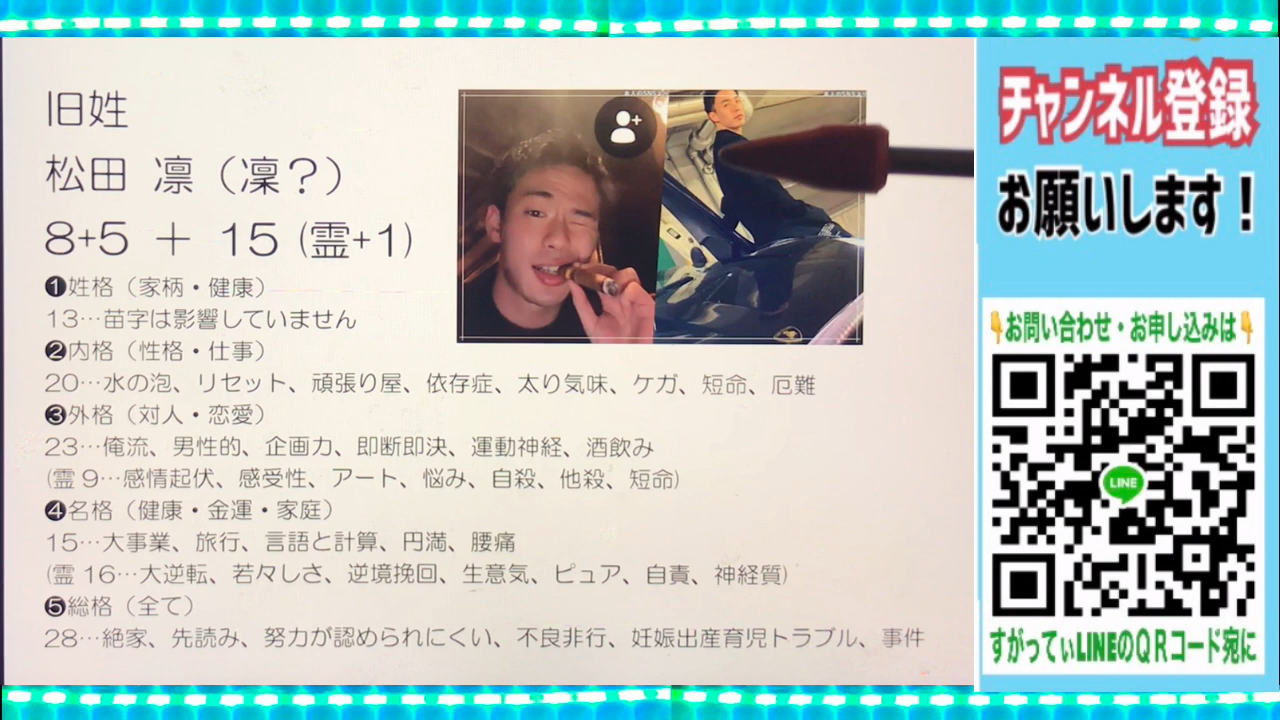 旧姓
松田 凛（凜？）
8+5 ＋ 15 (霊+1)
❶姓格（家柄・健康）
13…苗字は影響していません
❷内格（性格・仕事）
20…水の泡、リセット、頑張り屋、依存症、太り気味、ケガ、短命、厄難
❸外格（対人・恋愛）
23…俺流、男性的、企画力、即断即決、運動神経、酒飲み
(霊 9…感情起伏、感受性、アート、悩み、自殺、他殺、短命)
❹名格（健康・金運・家庭）
15…大事業、旅行、言語と計算、円満、腰痛
(霊 16…大逆転、若々しさ、逆境挽回、生意気、ピュア、自責、神経質)
❺総格（全て）
28…絶家、先読み、努力が認められにくい、不良非行、妊娠出産育児トラブル、事件
チャンネル登録
お願いします！
👇お問い合わせ・お申し込みは👇
LINE
すがってぃLINEのQRコード宛に